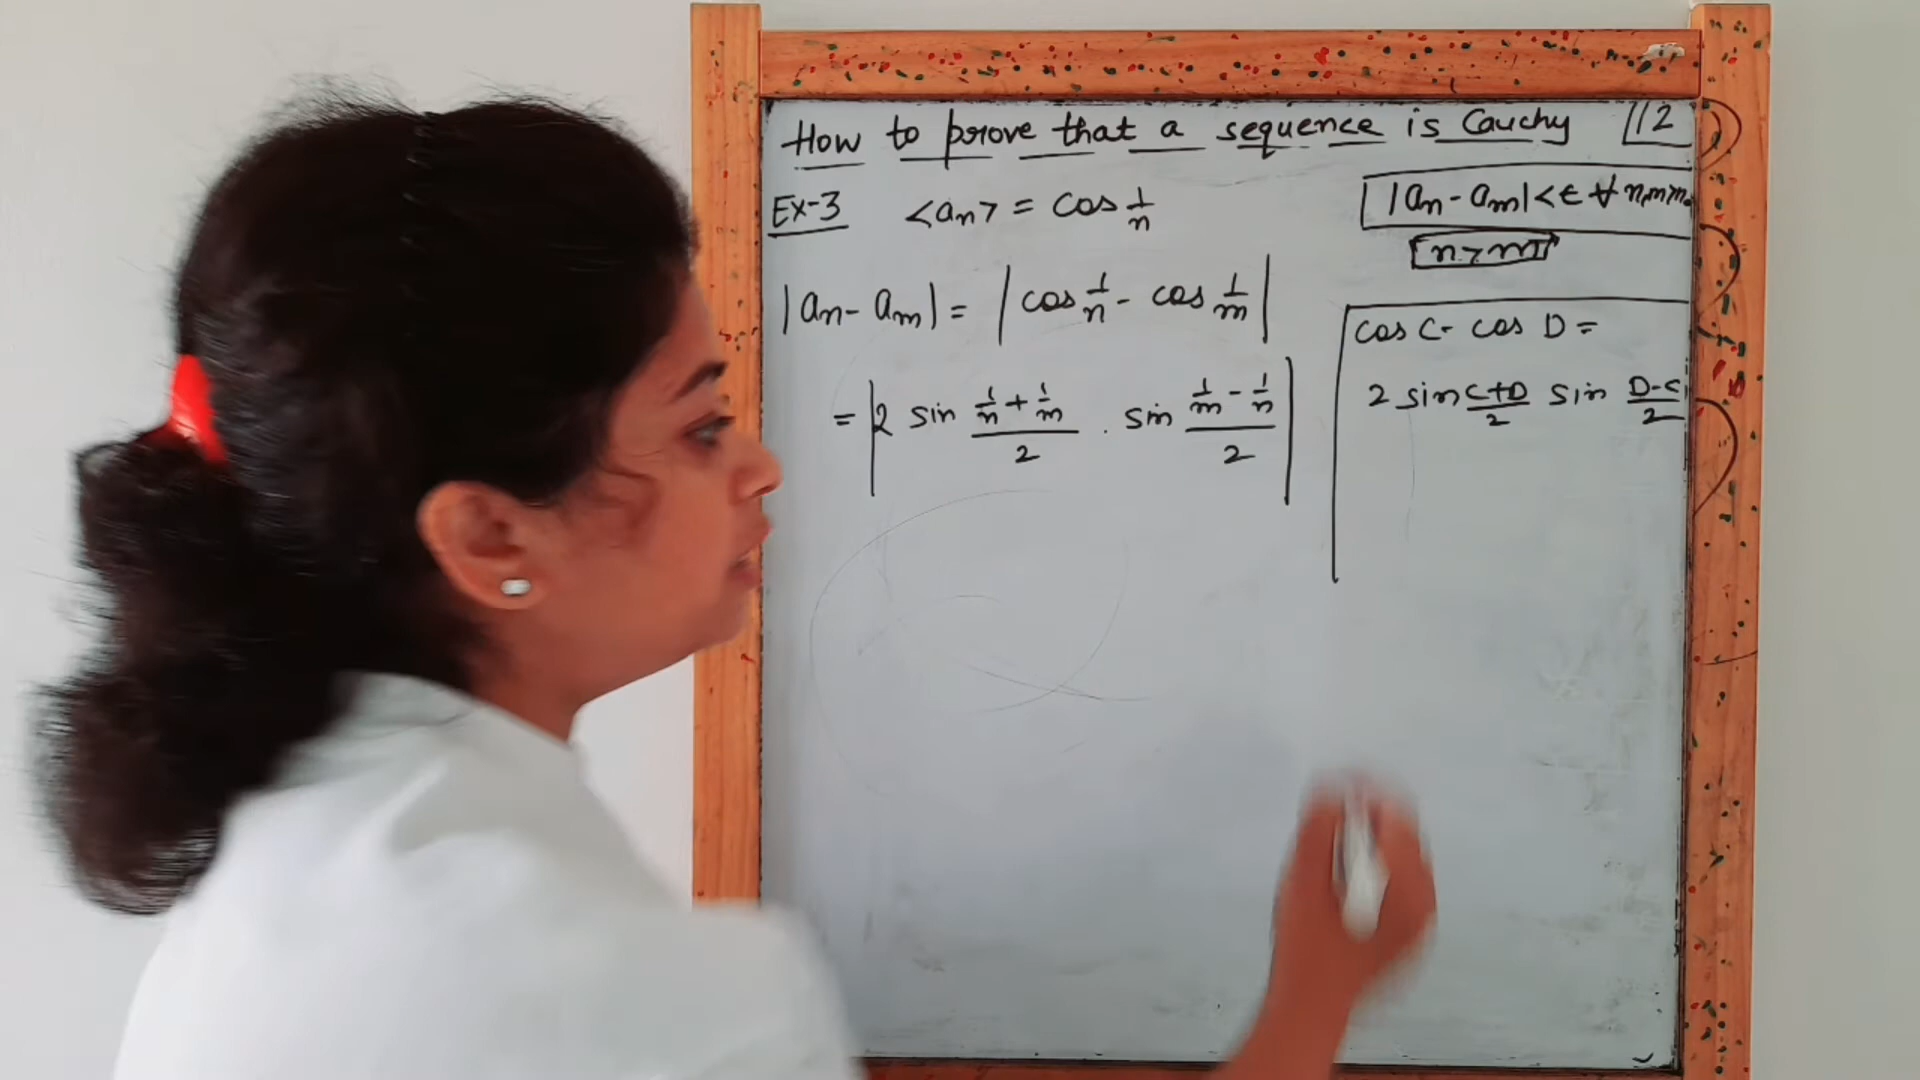 How to prove that a sequence is Cauchy 112
Ex-3 <an> = cos 1/n
|an - am| < ε ∀ n,m
n > m
|an - am| = | cos 1/n - cos 1/m |
= | 2 sin (1/n + 1/m)/2 . sin (1/m - 1/n)/2 |
cos C - cos D =
2 sin (C+D)/2 sin (D-C)/2